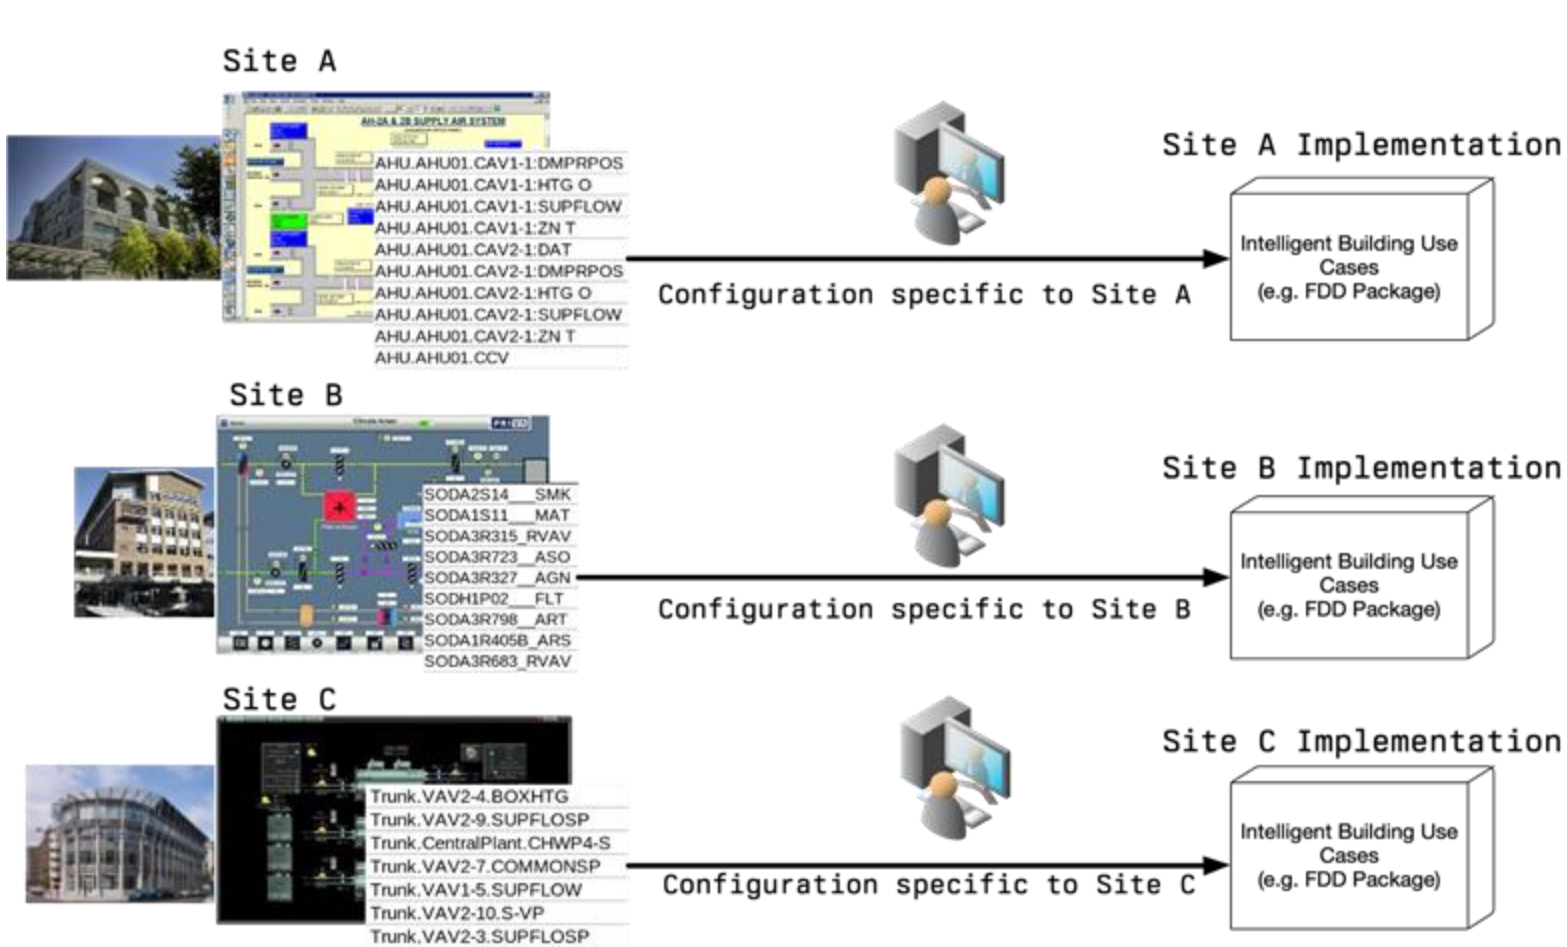 Site A
AH-2A & 2B SUPPLY AIR SYSTEM
AHU.AHU01.CAV1-1:DMPRPOS
AHU.AHU01.CAV1-1:HTG O
AHU.AHU01.CAV1-1:SUPFLOW
AHU.AHU01.CAV1-1:ZN T
AHU.AHU01.CAV2-1:DAT
AHU.AHU01.CAV2-1:DMPRPOS
AHU.AHU01.CAV2-1:HTG O
AHU.AHU01.CAV2-1:SUPFLOW
AHU.AHU01.CAV2-1:ZN T
AHU.AHU01.CCV
Configuration specific to Site A
Site A Implementation
Intelligent Building Use
Cases
(e.g. FDD Package)
Site B
SODA2S14___SMK
SODA1S11___MAT
SODA3R315_RVAV
SODA3R723__ASO
SODA3R327__AGN
SODH1P02___FLT
SODA3R798__ART
SODA1R405B_ARS
SODA3R683_RVAV
Configuration specific to Site B
Site B Implementation
Intelligent Building Use
Cases
(e.g. FDD Package)
Site C
Trunk.VAV2-4.BOXHTG
Trunk.VAV2-9.SUPFLOSP
Trunk.CentralPlant.CHWP4-S
Trunk.VAV2-7.COMMONSP
Trunk.VAV1-5.SUPFLOW
Trunk.VAV2-10.S-VP
Trunk.VAV2-3.SUPFLOSP
Configuration specific to Site C
Site C Implementation
Intelligent Building Use
Cases
(e.g. FDD Package)